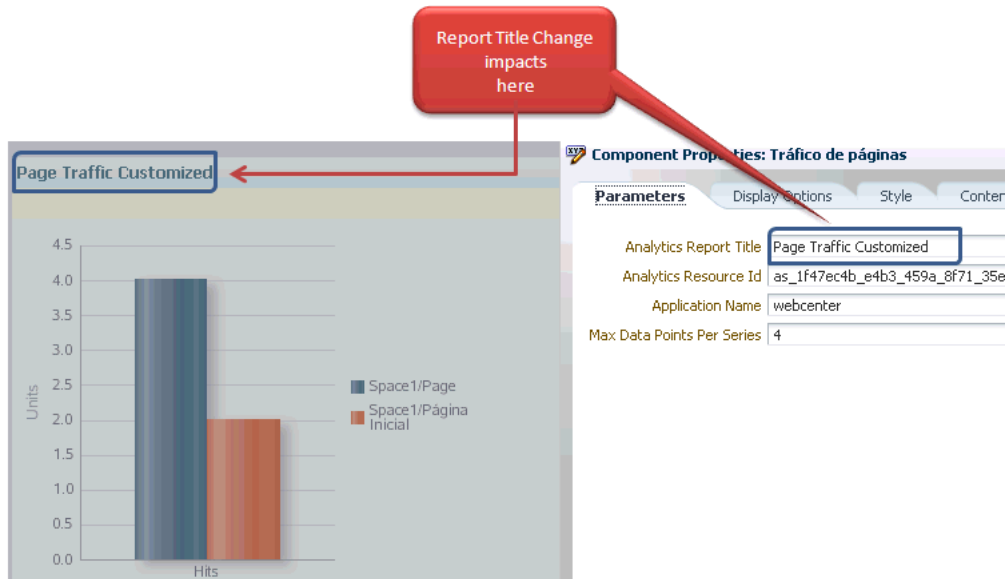 Report Title Change
impacts
here
Page Traffic Customized
4.5
4.0
3.5
3.0
2.5
2.0
1.5
1.0
0.5
0.0
Units
Hits
Space1/Page
Space1/Página
Inicial
Component Properties: Tráfico de páginas
Parameters Display Options Style Conten
Analytics Report Title Page Traffic Customized
Analytics Resource Id as_1f47ec4b_e4b3_459a_8f71_35e
Application Name webcenter
Max Data Points Per Series 4